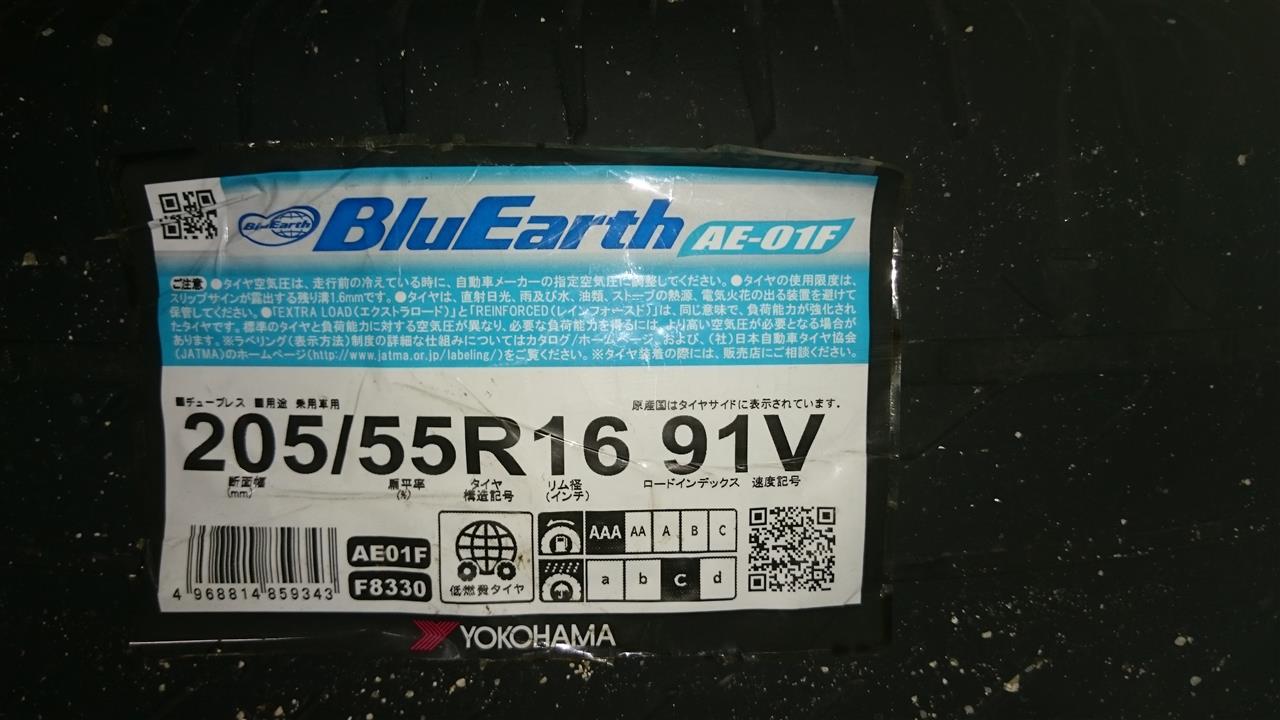 BluEarth
BluEarth AE-01F
ご注意 ●タイヤ空気圧は、走行前の冷えている時に、自動車メーカーの指定空気圧に調整してください。●タイヤの使用限度は、
スリップサインが露出する残り溝1.6mmです。●タイヤは、直射日光、雨及び水、油類、ストーブの熱源、電気火花の出る装置を避けて
保管してください。●「EXTRA LOAD(エクストラロード)」と「REINFORCED(レインフォースド)」は、同じ意味で、負荷能力が強化され
たタイヤです。標準のタイヤと負荷能力に対する空気圧が異なり、必要な負荷能力を得るには、より高い空気圧が必要となる場合が
あります。※ラベリング(表示方法)制度の詳細な仕組みについてはカタログ/ホームページ、および、(社)日本自動車タイヤ協会
(JATMA)のホームページ(http://www.jatma.or.jp/labeling/)をご覧ください。※タイヤ装着の際には、販売店にご相談ください。
■チューブレス ■用途 乗用車用 原産国はタイヤサイドに表示されています.
205/55R16 91V
断面幅 (mm) 扁平率 (%) タイヤ 構造記号 リム径 (インチ) ロードインデックス 速度記号
AE01F
F8330
4 968814 859343
低燃費タイヤ
AAA AA A B C
a b c d
YOKOHAMA